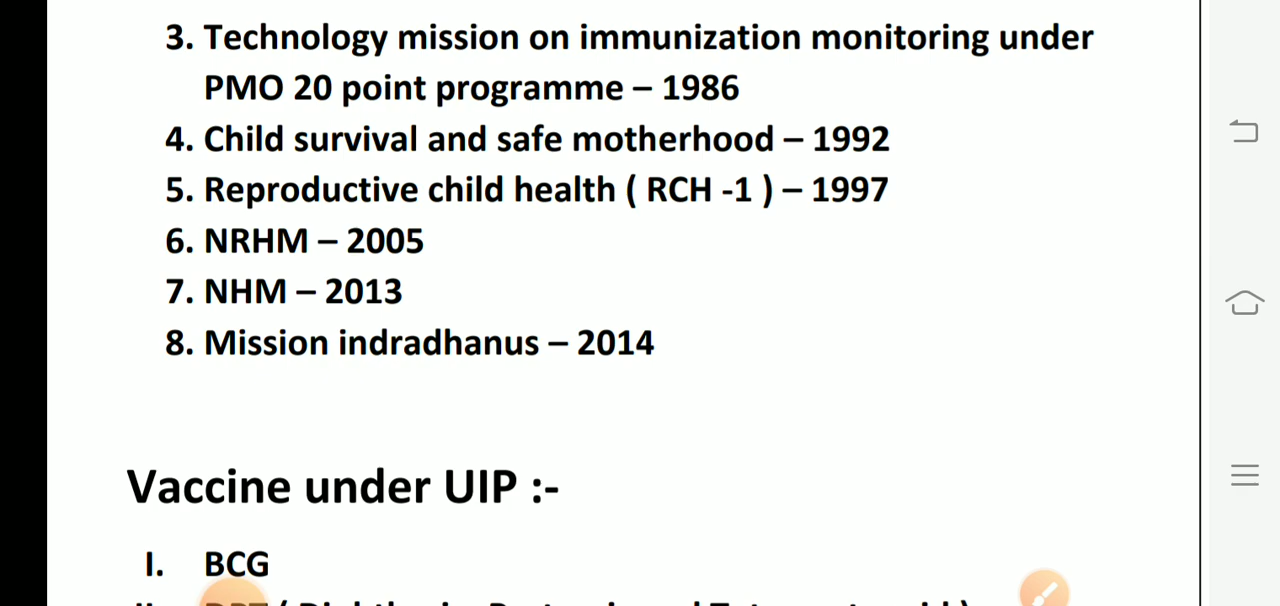 3. Technology mission on immunization monitoring under
PMO 20 point programme – 1986
4. Child survival and safe motherhood – 1992
5. Reproductive child health ( RCH -1 ) – 1997
6. NRHM – 2005
7. NHM – 2013
8. Mission indradhanus – 2014
Vaccine under UIP :-
I. BCG